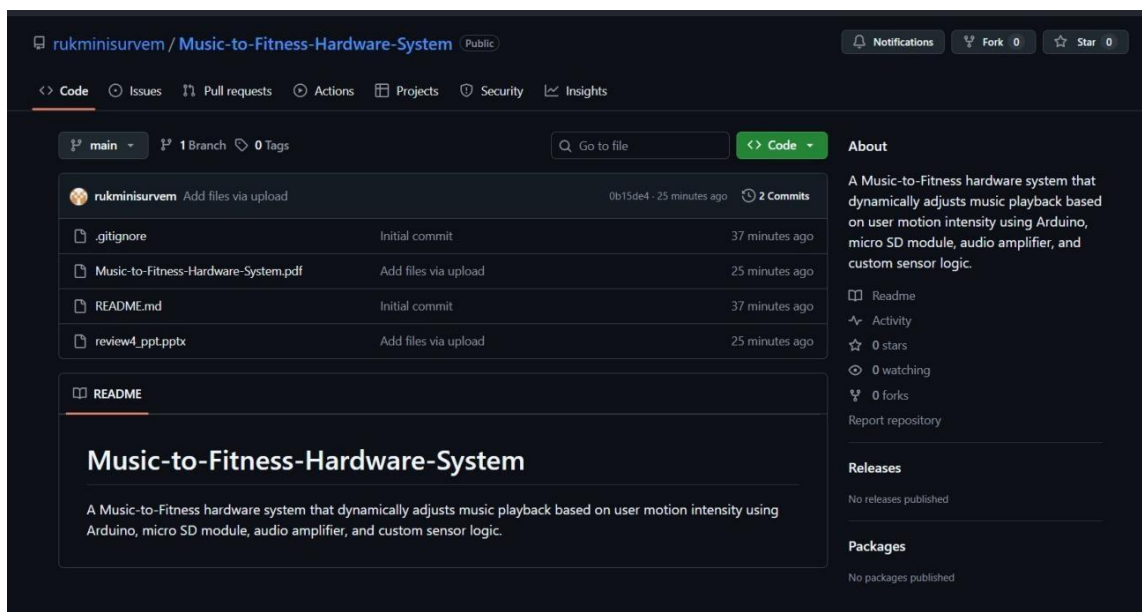 rukminisurvem / Music-to-Fitness-Hardware-System Public
Notifications Fork 0 Star 0
<> Code Issues Pull requests Actions Projects Security Insights
main 1 Branch 0 Tags Go to file <> Code
rukminisurvem Add files via upload 0b15de4 · 25 minutes ago 2 Commits
.gitignore Initial commit 37 minutes ago
Music-to-Fitness-Hardware-System.pdf Add files via upload 25 minutes ago
README.md Initial commit 37 minutes ago
review4_ppt.pptx Add files via upload 25 minutes ago
README
Music-to-Fitness-Hardware-System
A Music-to-Fitness hardware system that dynamically adjusts music playback based on user motion intensity using
Arduino, micro SD module, audio amplifier, and custom sensor logic.
About
A Music-to-Fitness hardware system that
dynamically adjusts music playback based
on user motion intensity using Arduino,
micro SD module, audio amplifier, and
custom sensor logic.
Readme
Activity
0 stars
0 watching
0 forks
Report repository
Releases
No releases published
Packages
No packages published